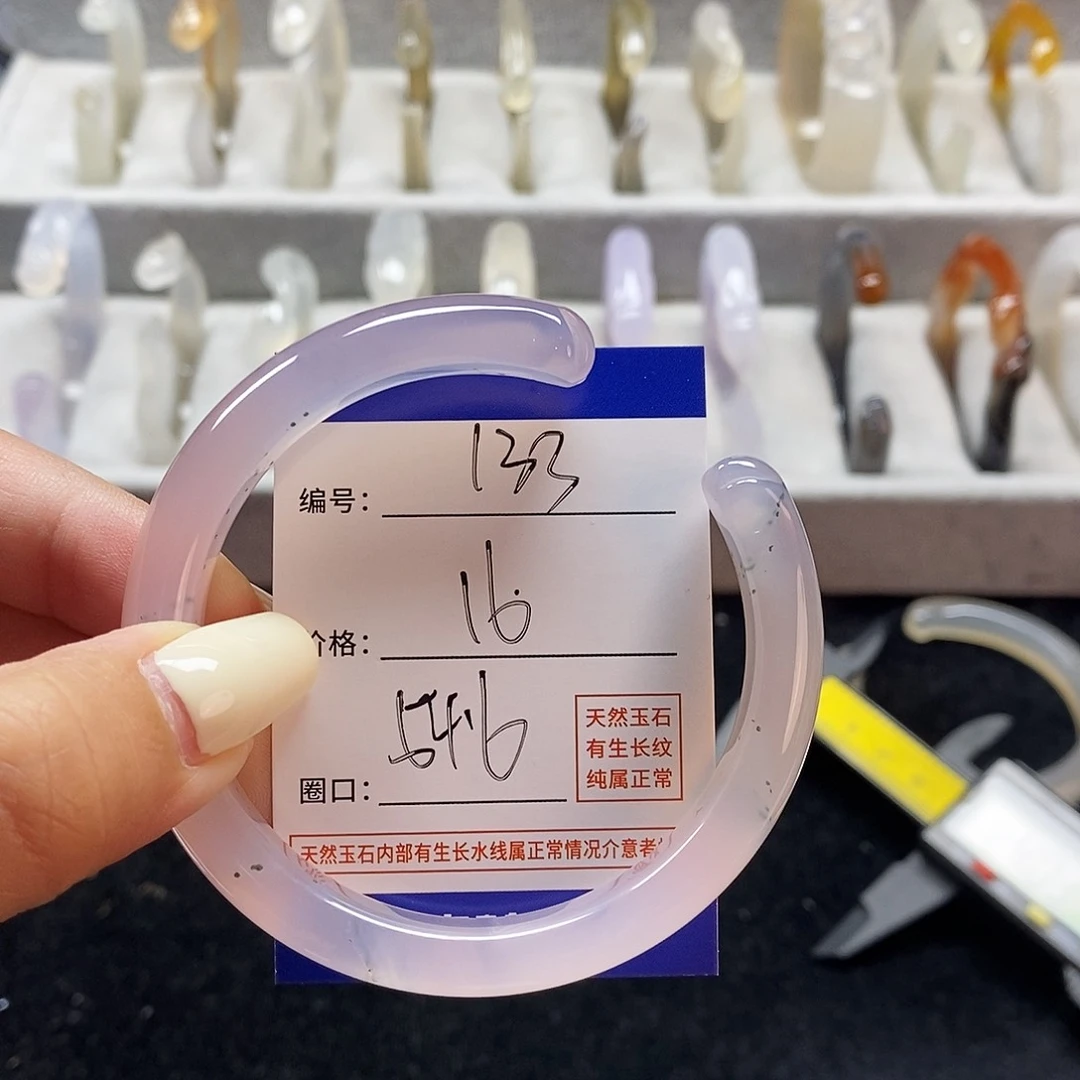 编号: 133
价格: 16
圈口: 54.6
天然玉石
有生长纹
纯属正常
天然玉石内部有生长水线属正常情况介意者